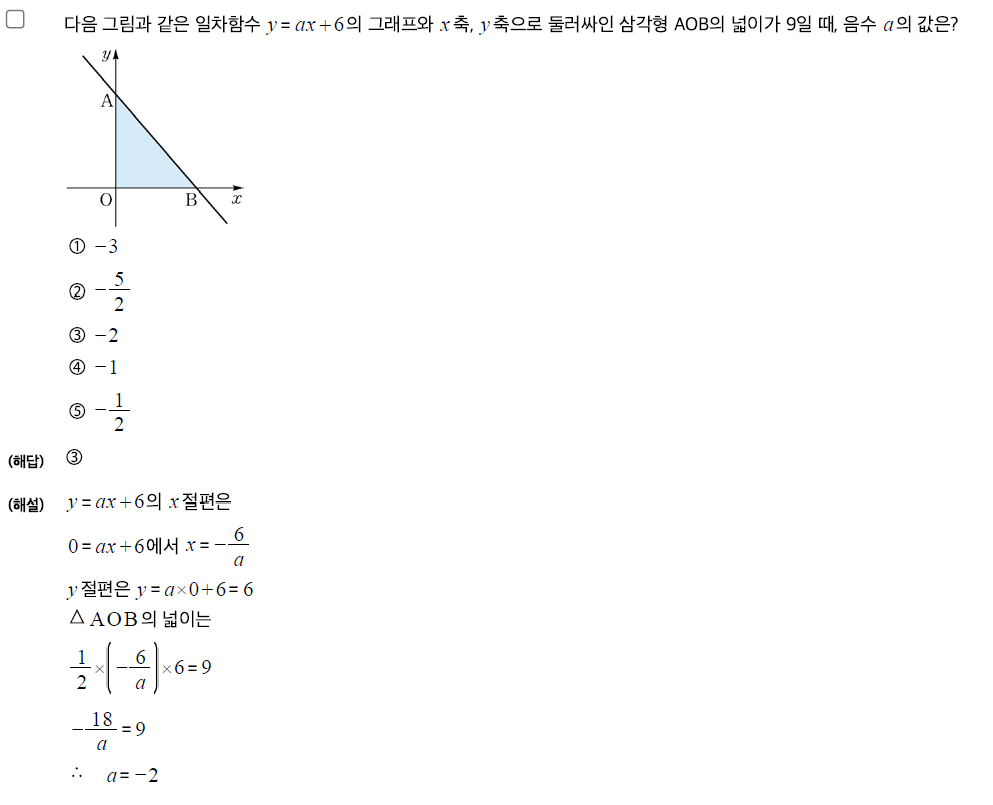 다음 그림과 같은 일차함수 y = ax + 6의 그래프와 x축, y축으로 둘러싸인 삼각형 AOB의 넓이가 9일 때, 음수 a의 값은?
y
A
O B x
① −3
② −5/2
③ −2
④ −1
⑤ −1/2
(해답) ③
(해설) y = ax + 6의 x절편은
0 = ax + 6에서 x = −6/a
y절편은 y = a×0+6 = 6
△AOB의 넓이는
1/2×(−6/a)×6 = 9
−18/a = 9
∴ a = −2